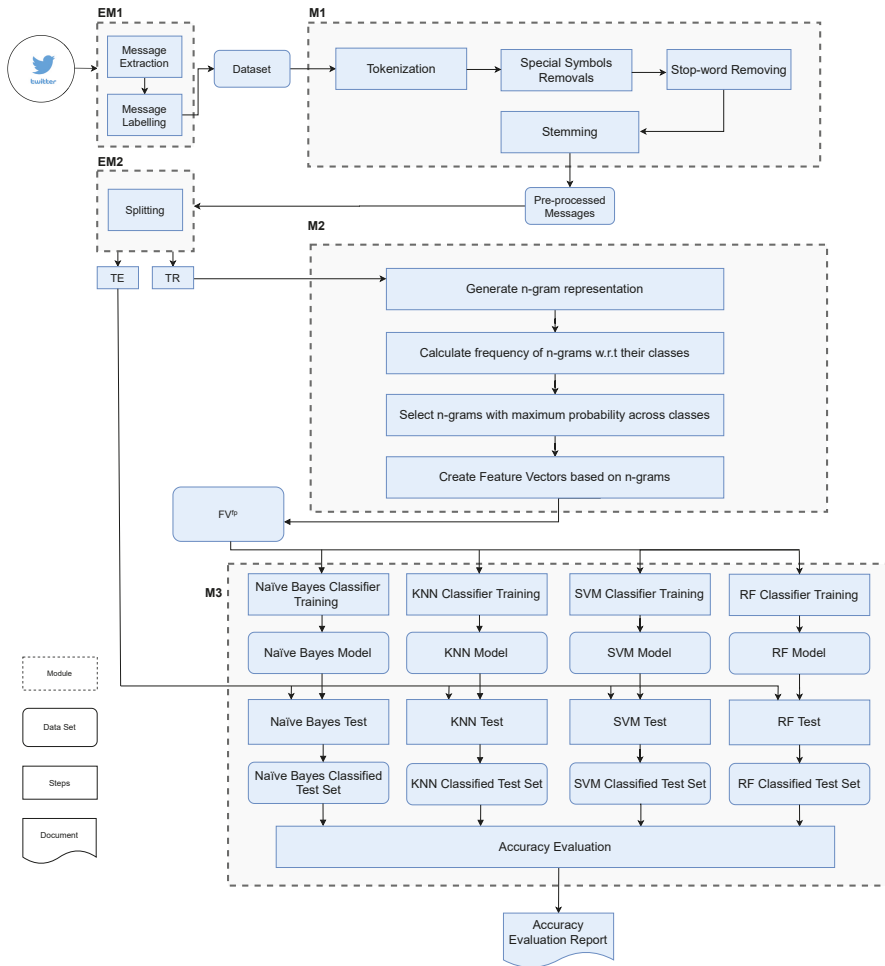 EM1
M1
Message
Extraction
Message
Labelling
twitter
Dataset
Tokenization
Special Symbols
Removals
Stop-word Removing
Stemming
EM2
Splitting
Pre-processed
Messages
TE
TR
M2
Generate n-gram representation
Calculate frequency of n-grams w.r.t their classes
Select n-grams with maximum probability across classes
Create Feature Vectors based on n-grams
FVᶠᵖ
M3
Naïve Bayes Classifier
Training
KNN Classifier Training
SVM Classifier Training
RF Classifier Training
Naïve Bayes Model
KNN Model
SVM Model
RF Model
Naïve Bayes Test
KNN Test
SVM Test
RF Test
Naïve Bayes Classified
Test Set
KNN Classified Test Set
SVM Classified Test Set
RF Classified Test Set
Accuracy Evaluation
Accuracy
Evaluation Report
Module
Data Set
Steps
Document